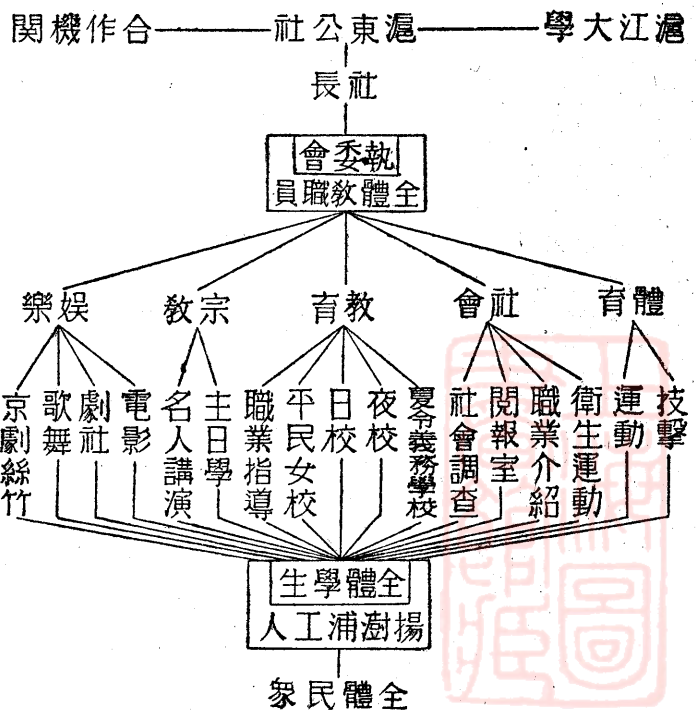 滬江大學
滬東公社
合作機関
社長
執委會
全體敎職員
體育
社會
教育
宗敎
娛樂
技擊
運動
衛生運動
職業介紹
閱報室
社會調查
夏令義務學校
夜校
日校
平民女校
職業指導
主日學
名人講演
電影
劇社
歌舞
京劇絲竹
全體學生
揚澍浦工人
全體民衆